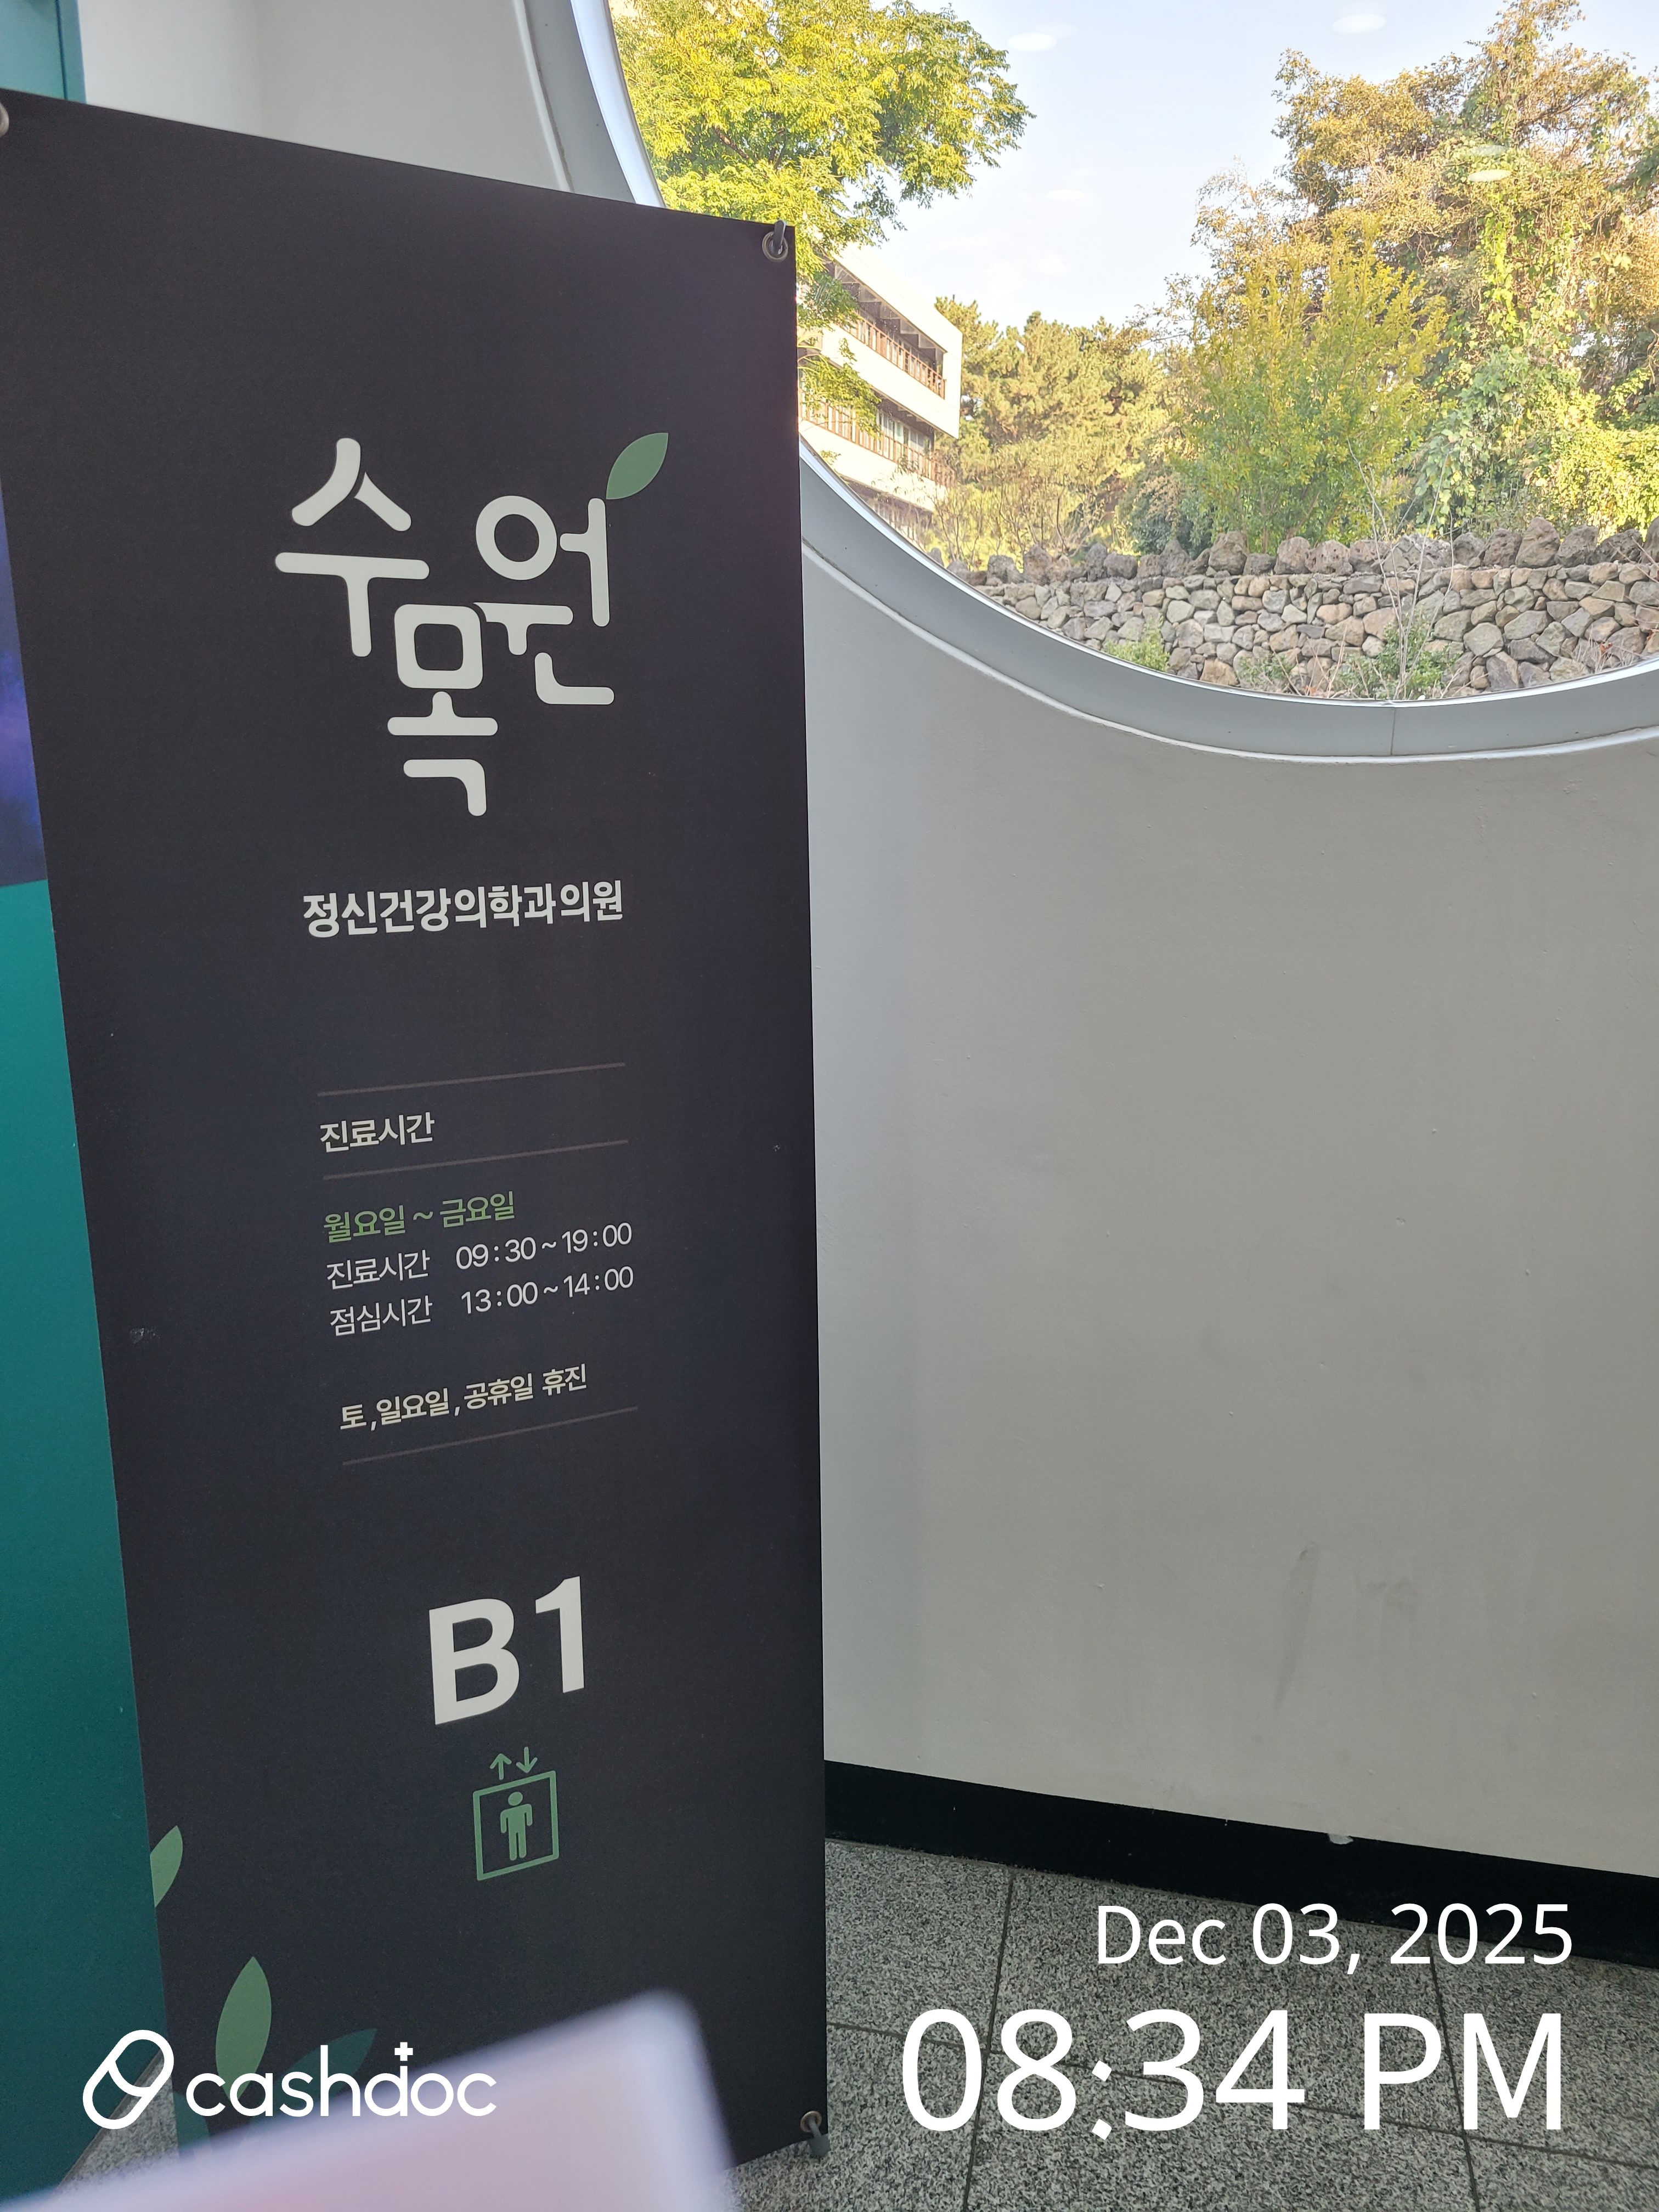 수목원
정신건강의학과의원
진료시간
월요일 ~ 금요일
진료시간 09:30~19:00
점심시간 13:00~14:00
토,일요일,공휴일 휴진
B1
Dec 03, 2025
08:34 PM
cashdoc